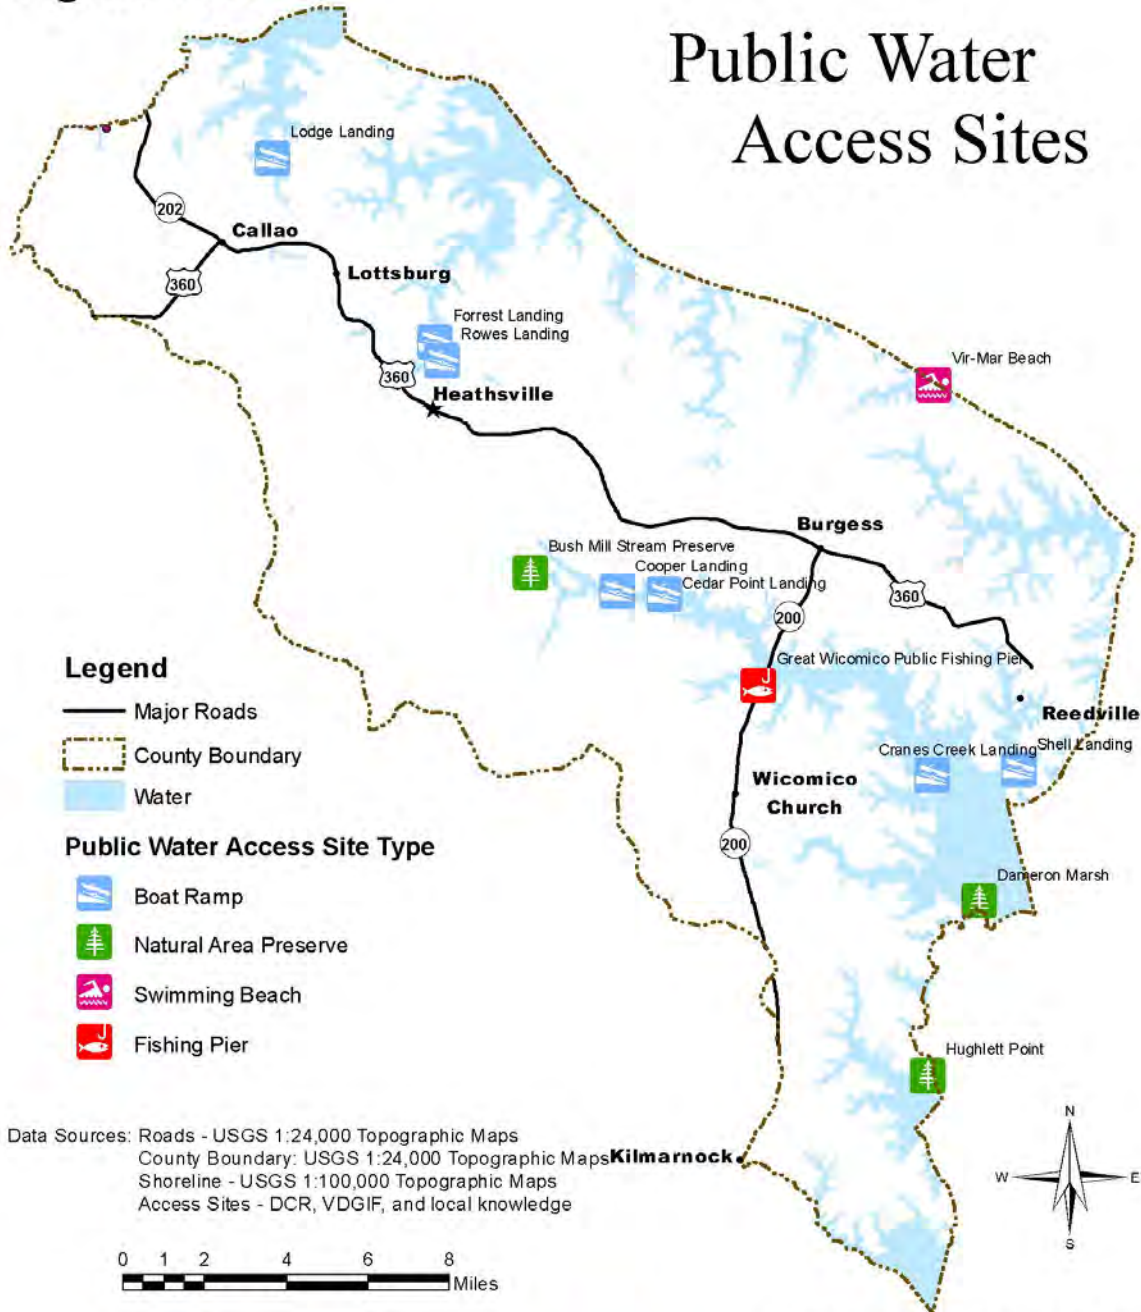 Public Water
Access Sites
Lodge Landing
202
Callao
360
Lottsburg
Forrest Landing
Rowes Landing
360
Heathsville
Vir-Mar Beach
Burgess
Bush Mill Stream Preserve
Cooper Landing
Cedar Point Landing
360
200
Great Wicomico Public Fishing Pier
Reedville
Cranes Creek Landing
Shell Landing
Wicomico
Church
200
Dameron Marsh
Hughlett Point
Kilmarnock
Legend
Major Roads
County Boundary
Water
Public Water Access Site Type
Boat Ramp
Natural Area Preserve
Swimming Beach
Fishing Pier
Data Sources: Roads - USGS 1:24,000 Topographic Maps
County Boundary: USGS 1:24,000 Topographic Maps
Shoreline - USGS 1:100,000 Topographic Maps
Access Sites - DCR, VDGIF, and local knowledge
0 1 2 4 6 8
Miles
N
W E
S